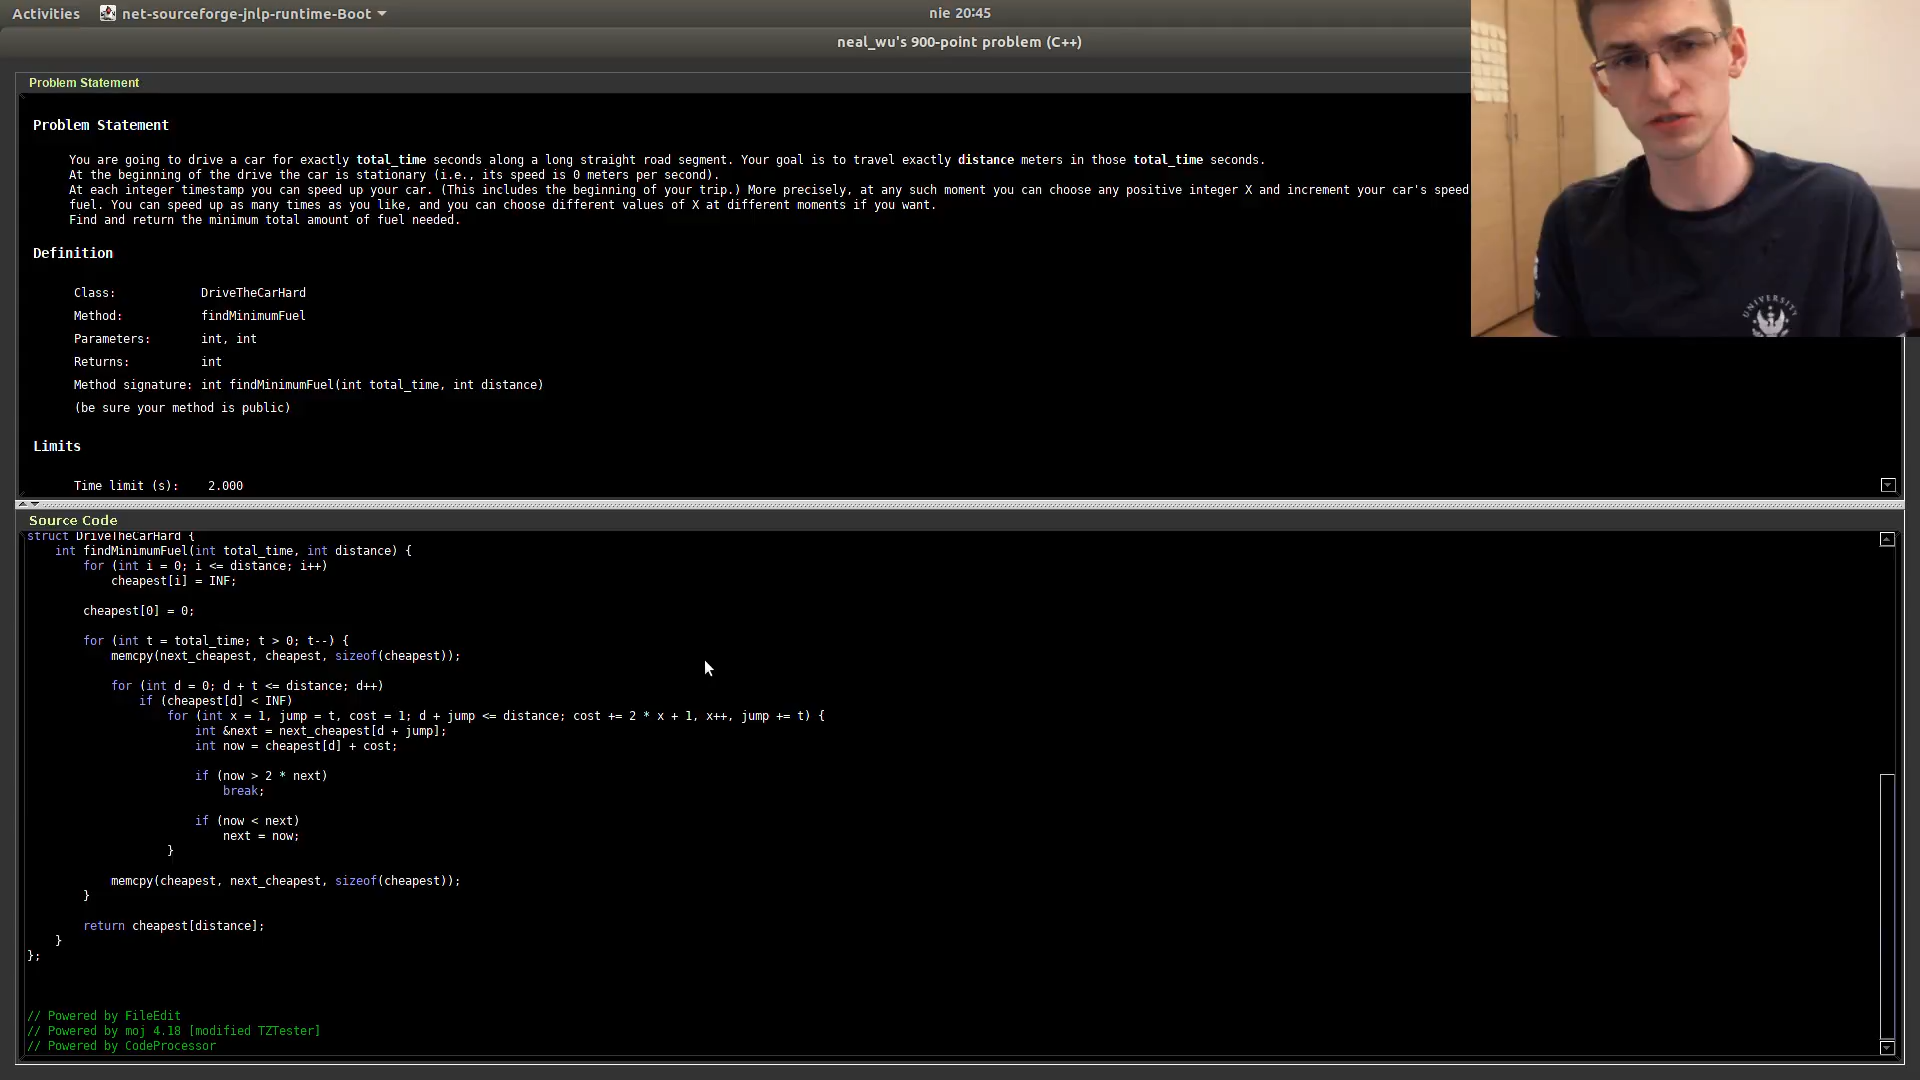 Activities net-sourceforge-jnlp-runtime-Boot nie 20:45
neal_wu's 900-point problem (C++)
Problem Statement
Problem Statement
You are going to drive a car for exactly total_time seconds along a long straight road segment. Your goal is to travel exactly distance meters in those total_time seconds.
At the beginning of the drive the car is stationary (i.e., its speed is 0 meters per second).
At each integer timestamp you can speed up your car. (This includes the beginning of your trip.) More precisely, at any such moment you can choose any positive integer X and increment your car's speed
fuel. You can speed up as many times as you like, and you can choose different values of X at different moments if you want.
Find and return the minimum total amount of fuel needed.
Definition
Class: DriveTheCarHard
Method: findMinimumFuel
Parameters: int, int
Returns: int
Method signature: int findMinimumFuel(int total_time, int distance)
(be sure your method is public)
Limits
Time limit (s): 2.000
UNIVERSITY
Source Code
struct DriveTheCarHard {
int findMinimumFuel(int total_time, int distance) {
for (int i = 0; i <= distance; i++)
cheapest[i] = INF;
cheapest[0] = 0;
for (int t = total_time; t > 0; t--) {
memcpy(next_cheapest, cheapest, sizeof(cheapest));
for (int d = 0; d + t <= distance; d++)
if (cheapest[d] < INF)
for (int x = 1, jump = t, cost = 1; d + jump <= distance; cost += 2 * x + 1, x++, jump += t) {
int &next = next_cheapest[d + jump];
int now = cheapest[d] + cost;
if (now > 2 * next)
break;
if (now < next)
next = now;
}
memcpy(cheapest, next_cheapest, sizeof(cheapest));
}
return cheapest[distance];
}
};
// Powered by FileEdit
// Powered by moj 4.18 [modified TZTester]
// Powered by CodeProcessor